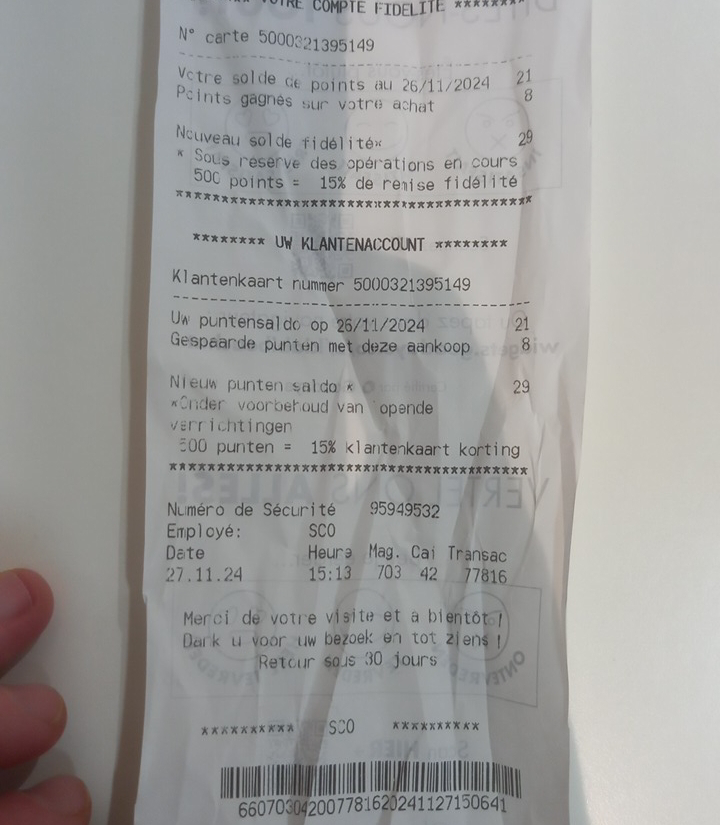 VOTRE COMPTE FIDELITE ********
N° carte 5000321395149
Votre solde de points au 26/11/2024 21
Points gagnés sur votre achat 8
Nouveau solde fidélité* 29
* Sous réserve des opérations en cours
500 points = 15% de remise fidélité
******** UW KLANTENACCOUNT ********
Klantenkaart nummer 5000321395149
Uw puntensaldo op 26/11/2024 21
Gespaarde punten met deze aankoop 8
Nieuw punten saldo * 29
*Onder voorbehoud van lopende
verrichtingen
500 punten = 15% klantenkaart korting
Numéro de Sécurité 95949532
Employé: SCO
Date Heure Mag. Cai Transac
27.11.24 15:13 703 42 77816
Merci de votre visite et à bientôt !
Dank u voor uw bezoek en tot ziens !
Retour sous 30 jours
********** SCO **********
660703042007781620241127150641